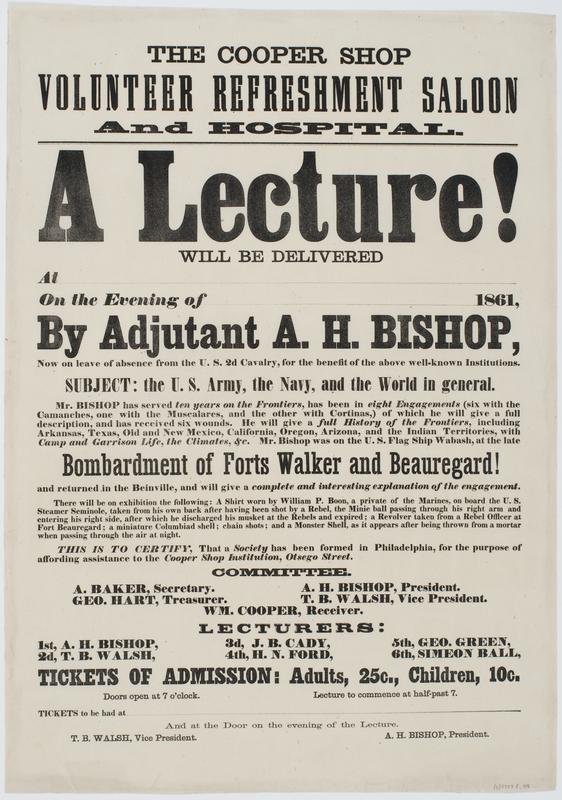 THE COOPER SHOP
VOLUNTEER REFRESHMENT SALOON
And HOSPITAL.
A Lecture!
WILL BE DELIVERED
At
On the Evening of 1861,
By Adjutant A. H. BISHOP,
Now on leave of absence from the U. S. 2d Cavalry, for the benefit of the above well-known Institutions.
SUBJECT: the U. S. Army, the Navy, and the World in general.
Mr. BISHOP has served ten years on the Frontiers, has been in eight Engagements (six with the
Camanches, one with the Muscalares, and the other with Cortinas,) of which he will give a full
description, and has received six wounds. He will give a full History of the Frontiers, including
Arkansas, Texas, Old and New Mexico, California, Oregon, Arizona, and the Indian Territories, with
Camp and Garrison Life, the Climates, &c. Mr. Bishop was on the U. S. Flag Ship Wabash, at the late
Bombardment of Forts Walker and Beauregard!
and returned in the Beinville, and will give a complete and interesting explanation of the engagement.
There will be on exhibition the following: A Shirt worn by William P. Boon, a private of the Marines, on board the U. S.
Steamer Seminole, taken from his own back after having been shot by a Rebel, the Minie ball passing through his right arm and
entering his right side, after which he discharged his musket at the Rebels and expired; a Revolver taken from a Rebel Officer at
Fort Beauregard; a miniature Columbiad shell; chain shots; and a Monster Shell, as it appears after being thrown from a mortar
when passing through the air at night.
THIS IS TO CERTIFY, That a Society has been formed in Philadelphia, for the purpose of
affording assistance to the Cooper Shop Institution, Otsego Street.
COMMITTEE.
A. BAKER, Secretary. A. H. BISHOP, President.
GEO. HART, Treasurer. T. B. WALSH, Vice President.
WM. COOPER, Receiver.
LECTURERS:
1st, A. H. BISHOP, 3d, J. B. CADY, 5th, GEO. GREEN,
2d, T. B. WALSH, 4th, H. N. FORD, 6th, SIMEON BALL,
TICKETS OF ADMISSION: Adults, 25c., Children, 10c.
Doors open at 7 o'clock. Lecture to commence at half-past 7.
TICKETS to be had at
And at the Door on the evening of the Lecture.
T. B. WALSH, Vice President. A. H. BISHOP, President.